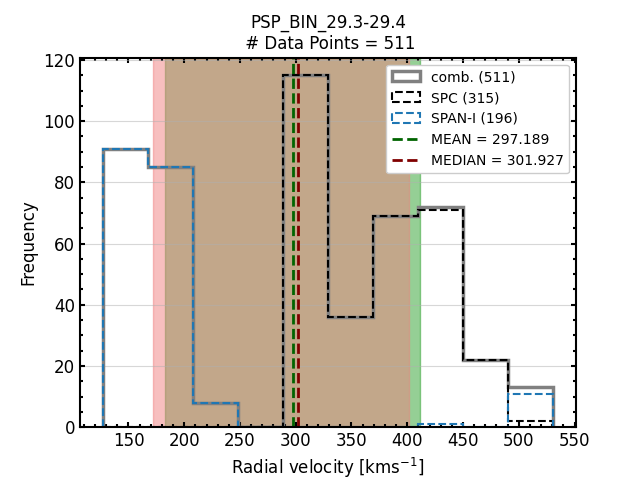 PSP_BIN_29.3-29.4
# Data Points = 511
comb. (511)
SPC (315)
SPAN-I (196)
MEAN = 297.189
MEDIAN = 301.927
Frequency
120
100
80
60
40
20
0
150 200 250 300 350 400 450 500 550
Radial velocity [kms⁻¹]